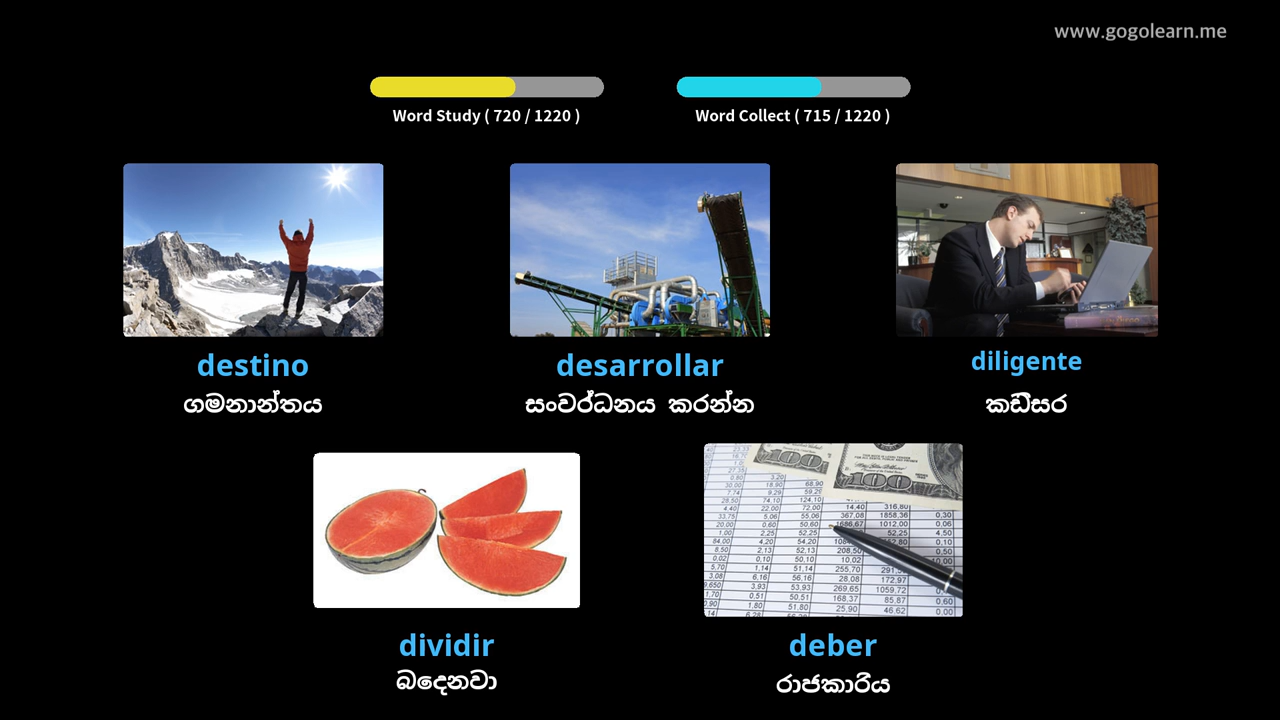 www.gogolearn.me
Word Study ( 720 / 1220 )
Word Collect ( 715 / 1220 )
destino
desarrollar
diligente
ගමනාන්තය
සංවර්ධනය කරන්න
කඩිසර
dividir
deber
බෙදෙනවා
රාජකාරිය